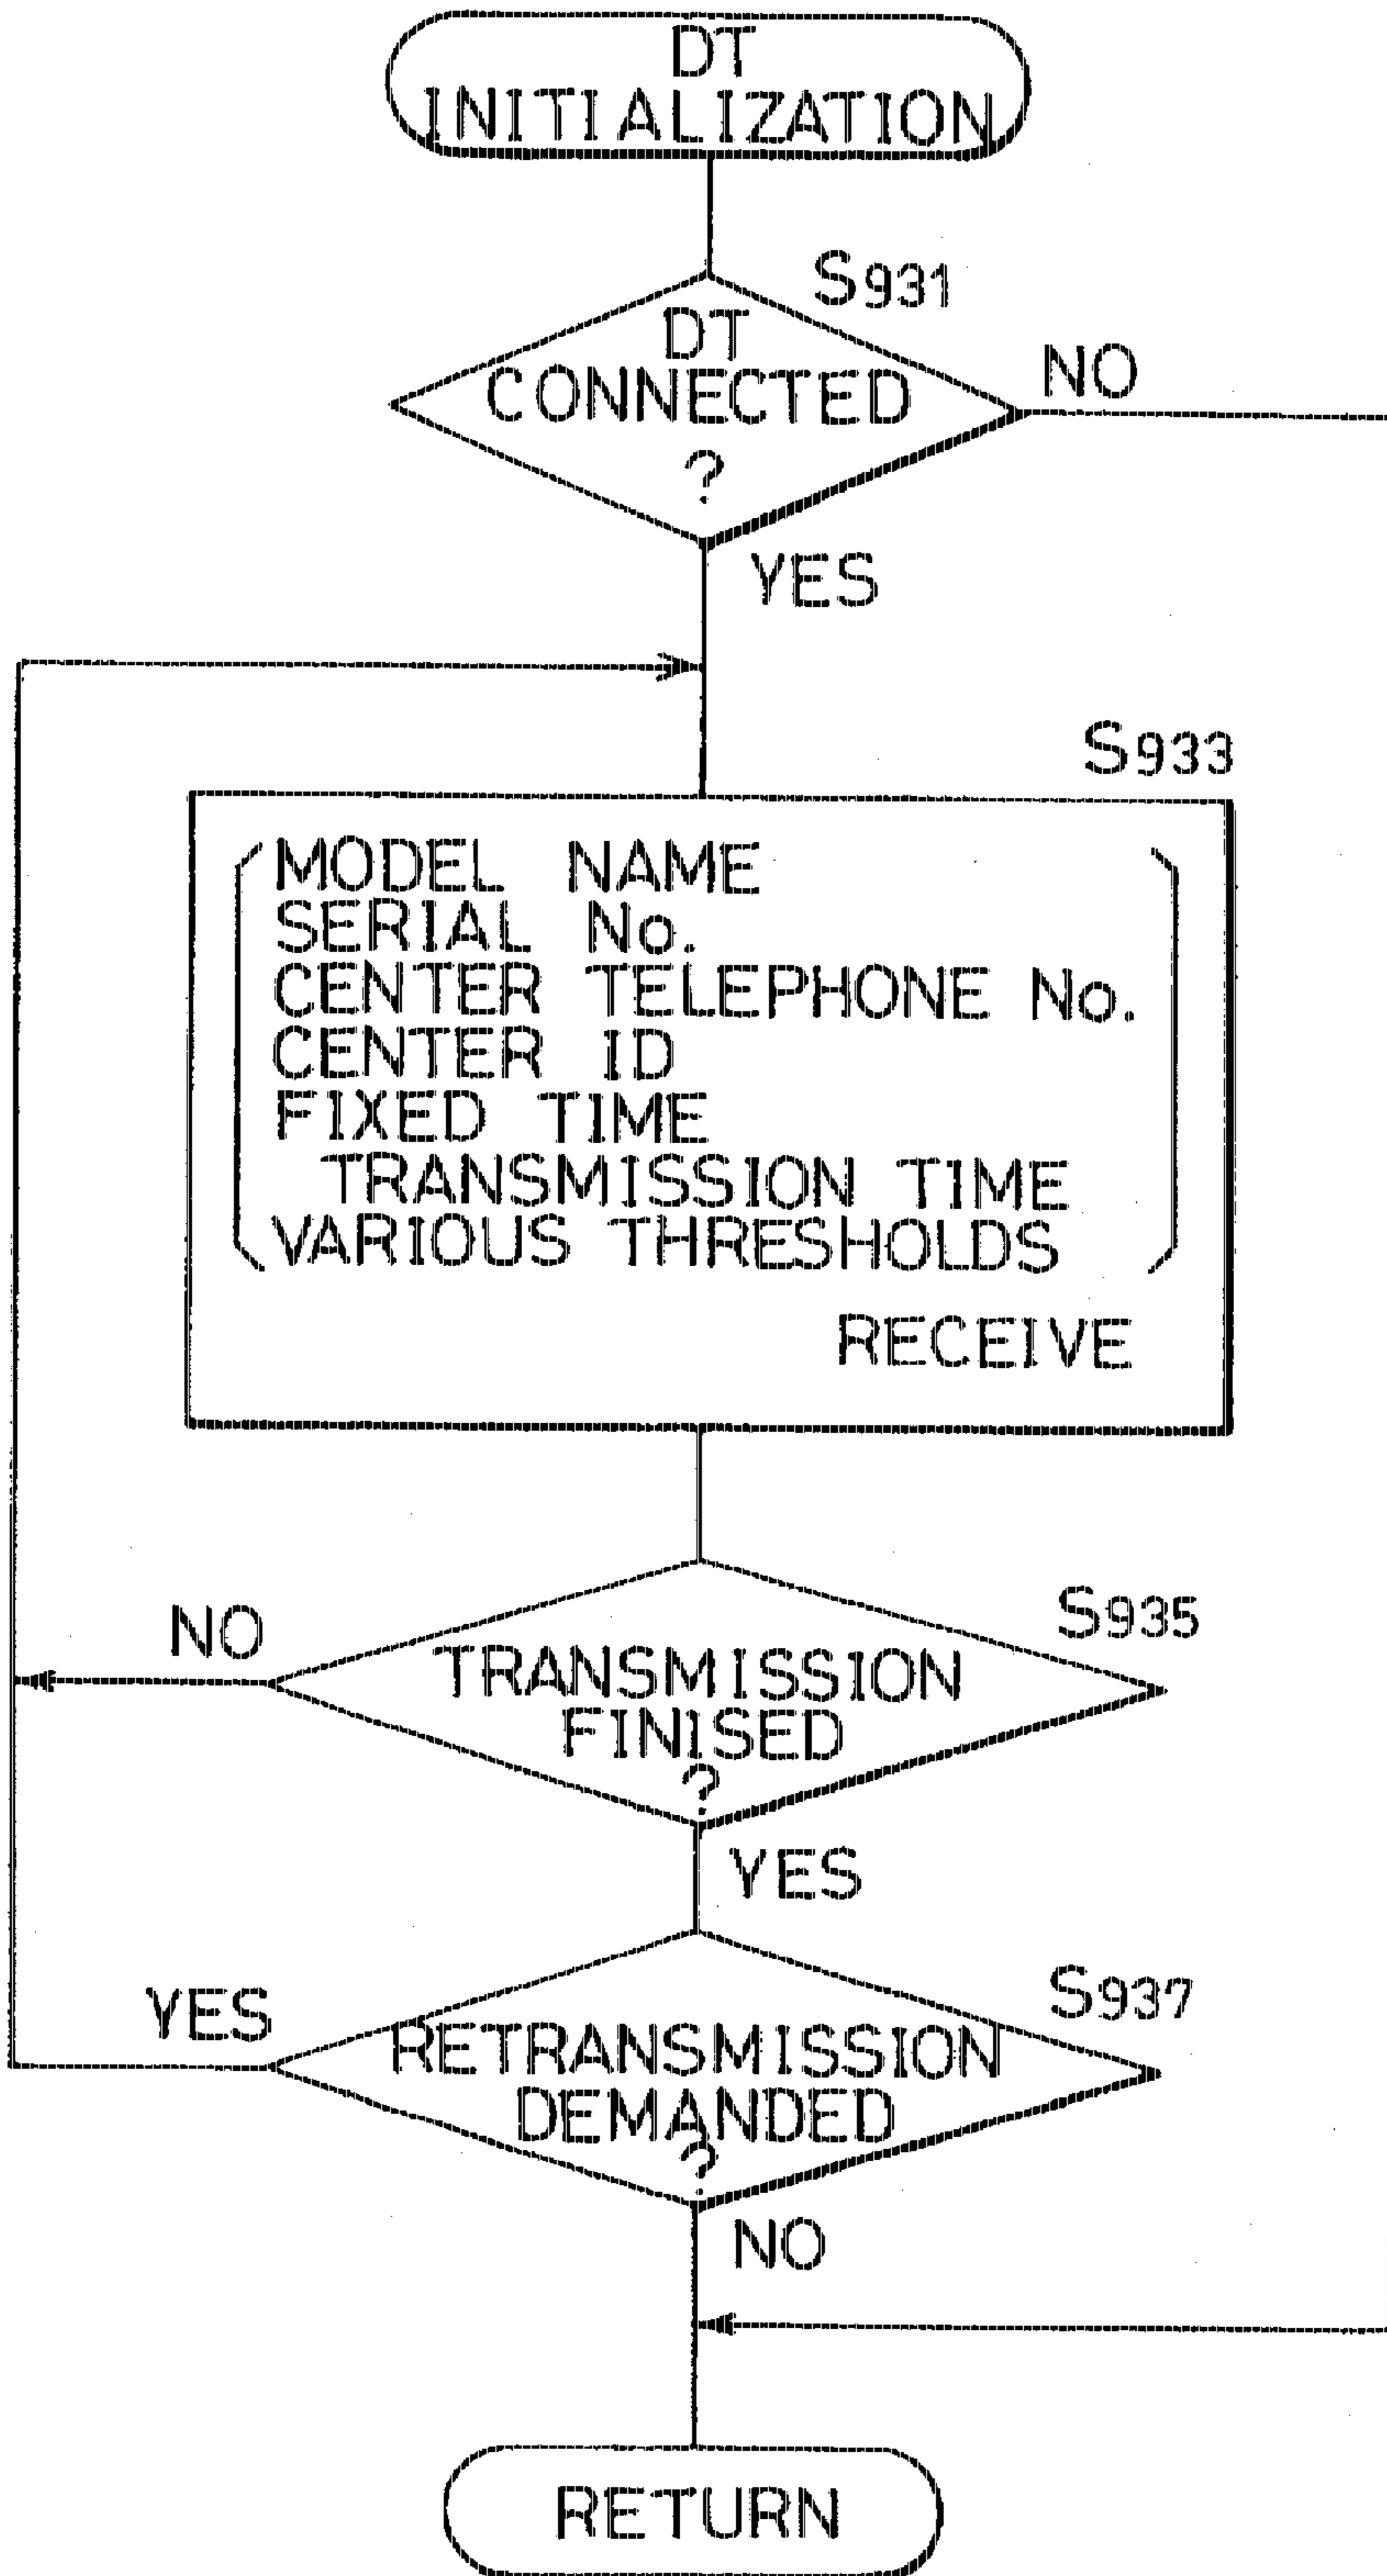 DT
INITIALIZATION
S931
DT
CONNECTED
?
NO
YES
S933
MODEL NAME
SERIAL No.
CENTER TELEPHONE No.
CENTER ID
FIXED TIME
TRANSMISSION TIME
VARIOUS THRESHOLDS
RECEIVE
NO
S935
TRANSMISSION
FINISED
?
YES
YES
S937
RETRANSMISSION
DEMANDED
?
NO
RETURN